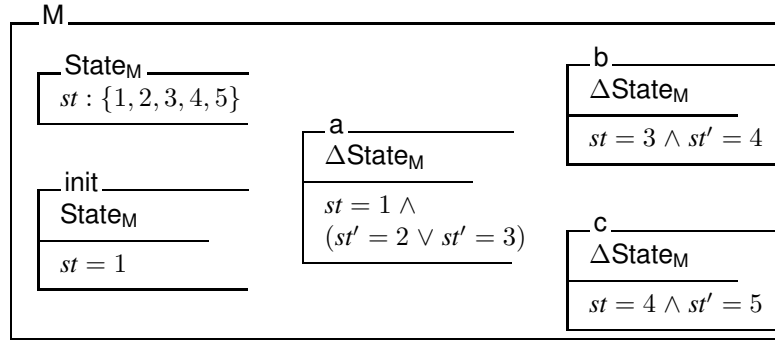 M
State_M
st : {1, 2, 3, 4, 5}
init
State_M
st = 1
a
ΔState_M
st = 1 ∧
(st′ = 2 ∨ st′ = 3)
b
ΔState_M
st = 3 ∧ st′ = 4
c
ΔState_M
st = 4 ∧ st′ = 5